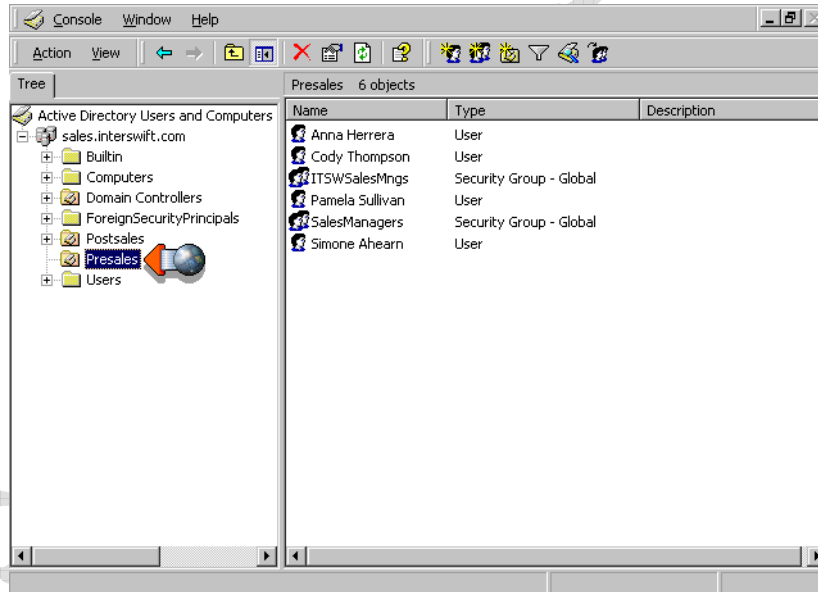 Console Window Help
Action View
Tree
Presales 6 objects
Active Directory Users and Computers
sales.interswift.com
Builtin
Computers
Domain Controllers
ForeignSecurityPrincipals
Postsales
Presales
Users
Name Type Description
Anna Herrera User
Cody Thompson User
ITSWSalesMngs Security Group - Global
Pamela Sullivan User
SalesManagers Security Group - Global
Simone Ahearn User